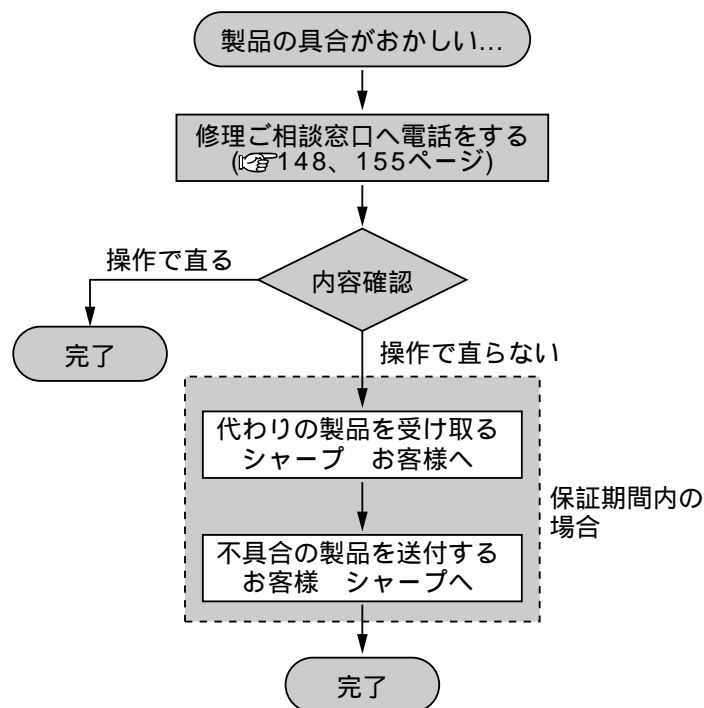 製品の具合がおかしい…
修理ご相談窓口へ電話をする
(☞148、155ページ)
内容確認
操作で直る
完了
操作で直らない
代わりの製品を受け取る
シャープ　お客様へ
保証期間内の
場合
不具合の製品を送付する
お客様　シャープへ
完了